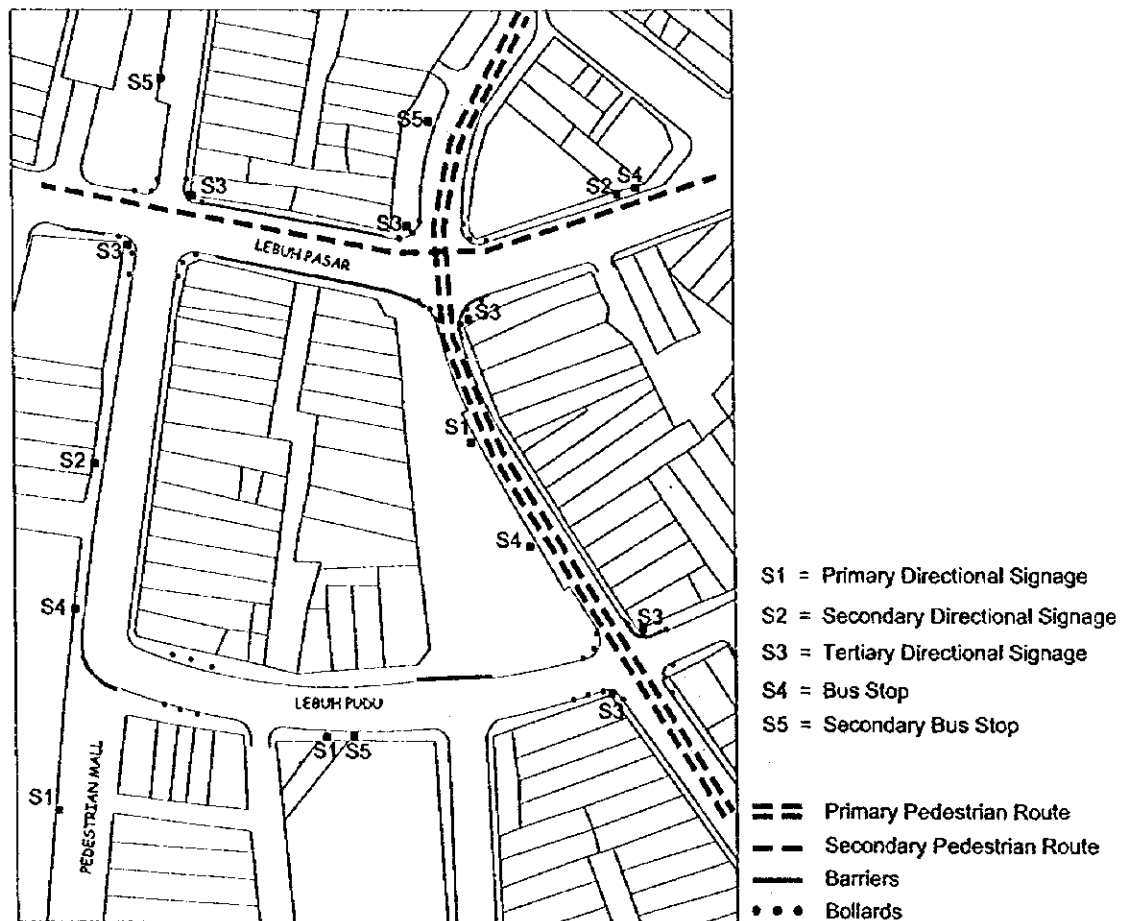 S5
S5
S2 S4
S3
S3
S3
LEBUH PASAR
S3
S1
S2
S4
S4
S3
S3
LEBUH PUDU
S1 S5
S1
PEDESTRIAN MALL
S1 = Primary Directional Signage
S2 = Secondary Directional Signage
S3 = Tertiary Directional Signage
S4 = Bus Stop
S5 = Secondary Bus Stop
Primary Pedestrian Route
Secondary Pedestrian Route
Barriers
Bollards